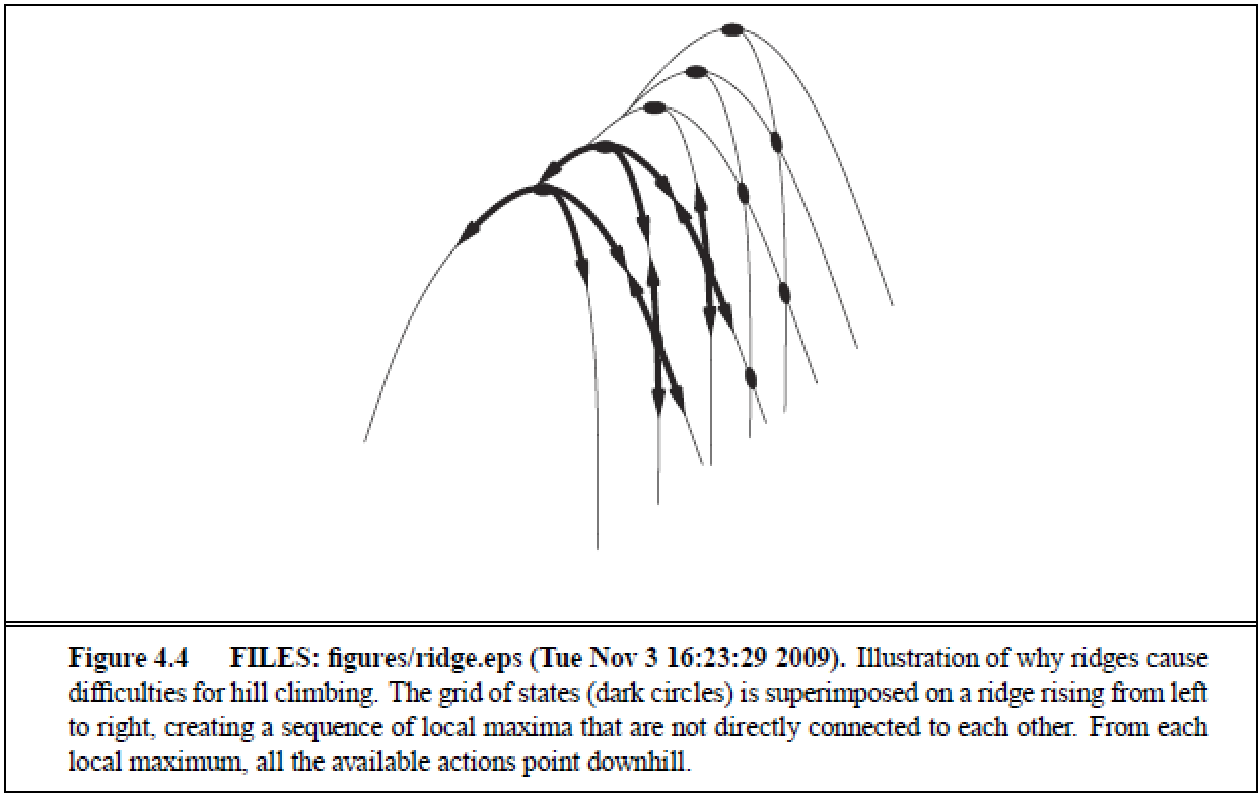 Figure 4.4 FILES: figures/ridge.eps (Tue Nov 3 16:23:29 2009). Illustration of why ridges cause
difficulties for hill climbing. The grid of states (dark circles) is superimposed on a ridge rising from left
to right, creating a sequence of local maxima that are not directly connected to each other. From each
local maximum, all the available actions point downhill.